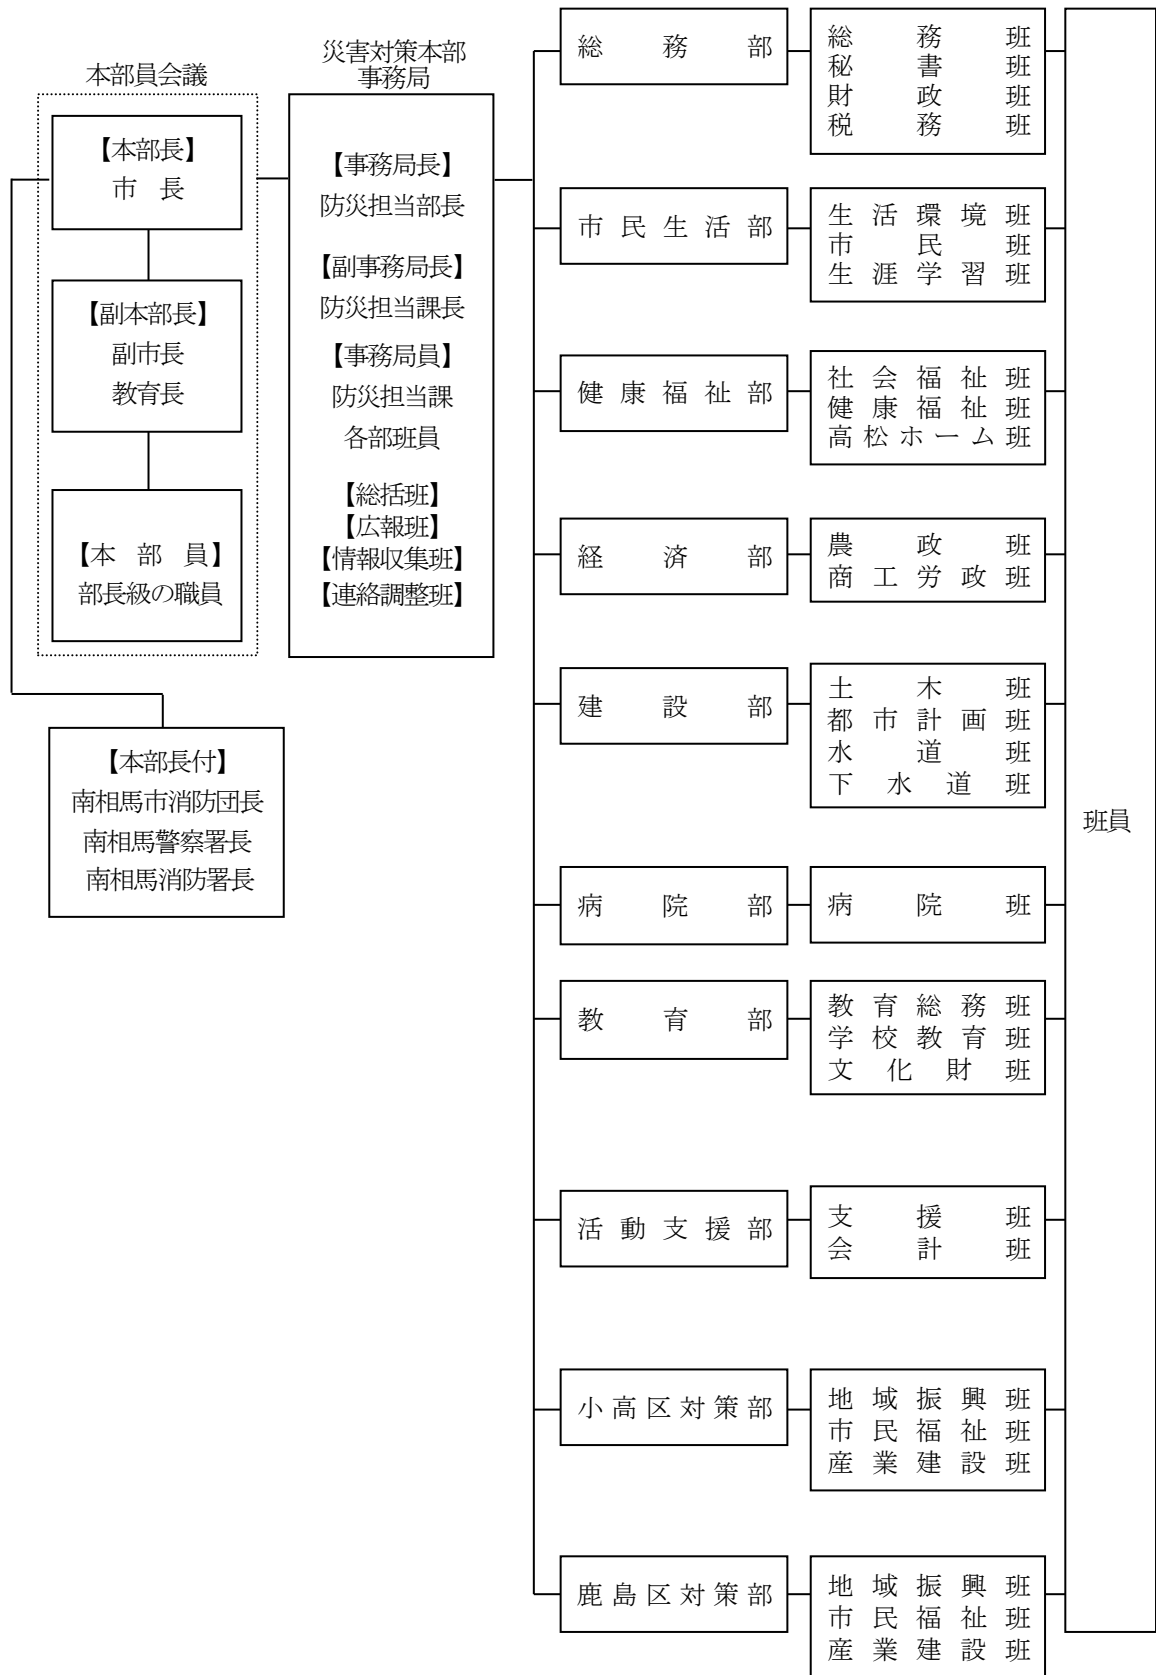 本部員会議
【本部長】
市　長
【副本部長】
副市長
教育長
【本　部　員】
部長級の職員
【本部長付】
南相馬市消防団長
南相馬警察署長
南相馬消防署長
災害対策本部
事務局
【事務局長】
防災担当部長
【副事務局長】
防災担当課長
【事務局員】
防災担当課
各部班員
【総括班】
【広報班】
【情報収集班】
【連絡調整班】
総務部
総務班
秘書班
財政班
税務班
市民生活部
生活環境班
市民班
生涯学習班
健康福祉部
社会福祉班
健康福祉班
高松ホーム班
経済部
農政班
商工労政班
建設部
土木班
都市計画班
水道班
下水道班
病院部
病院班
教育部
教育総務班
学校教育班
文化財班
活動支援部
支援班
会計班
小高区対策部
地域振興班
市民福祉班
産業建設班
鹿島区対策部
地域振興班
市民福祉班
産業建設班
班員